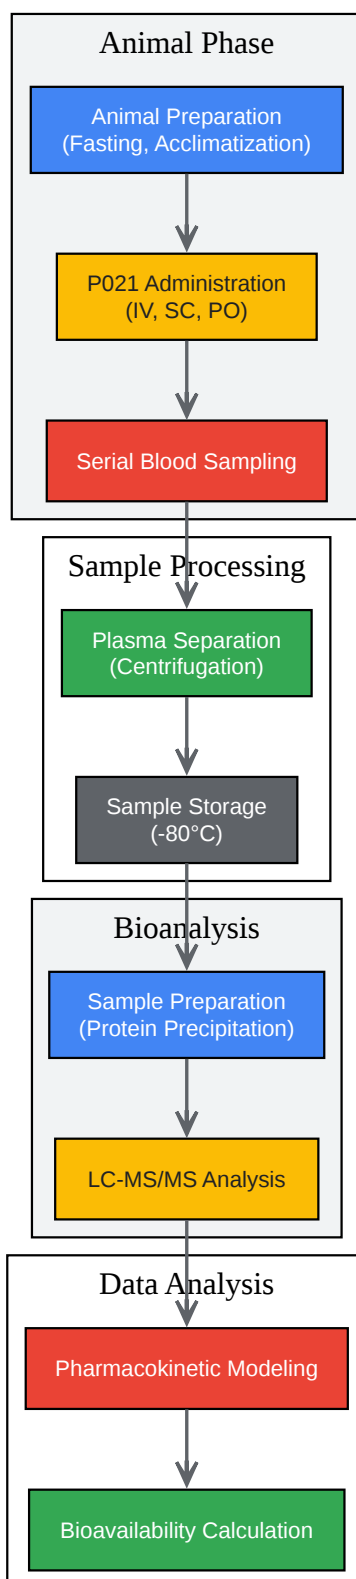 Animal Phase
Animal Preparation
(Fasting, Acclimatization)
P021 Administration
(IV, SC, PO)
Serial Blood Sampling
Sample Processing
Plasma Separation
(Centrifugation)
Sample Storage
(-80°C)
Bioanalysis
Sample Preparation
(Protein Precipitation)
LC-MS/MS Analysis
Data Analysis
Pharmacokinetic Modeling
Bioavailability Calculation